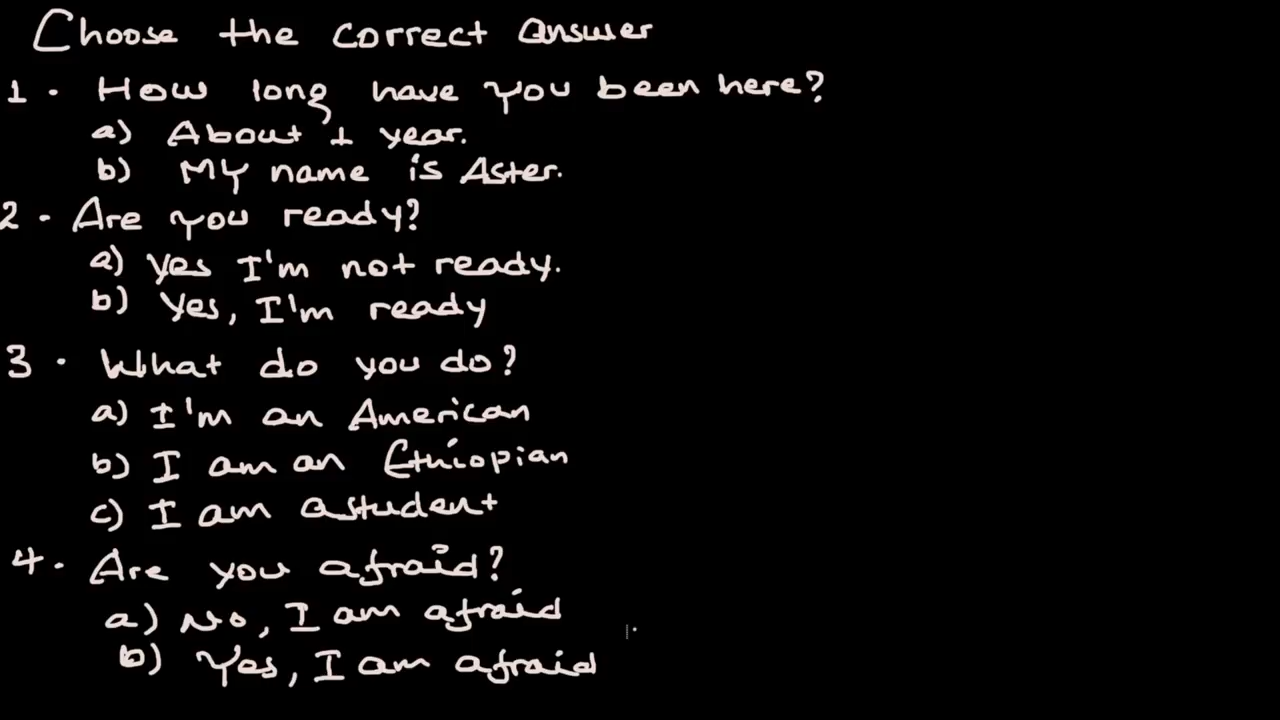 Choose the correct answer
1. How long have you been here?
a) About 1 year.
b) MY name is Aster.
2. Are you ready?
a) yes I'm not ready.
b) Yes, I'm ready
3. What do you do?
a) I'm an American
b) I am an Ethiopian
c) I am astudent
4. Are you afraid?
a) No, I am afraid
b) Yes, I am afraid